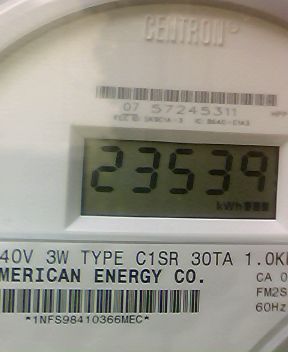 CENTRON®
07 57245311
23539
kWh
40V 3W TYPE C1SR 30TA 1.0K
MERICAN ENERGY CO.
CA 0
FM2S
60Hz
*1NFS98410366MEC*